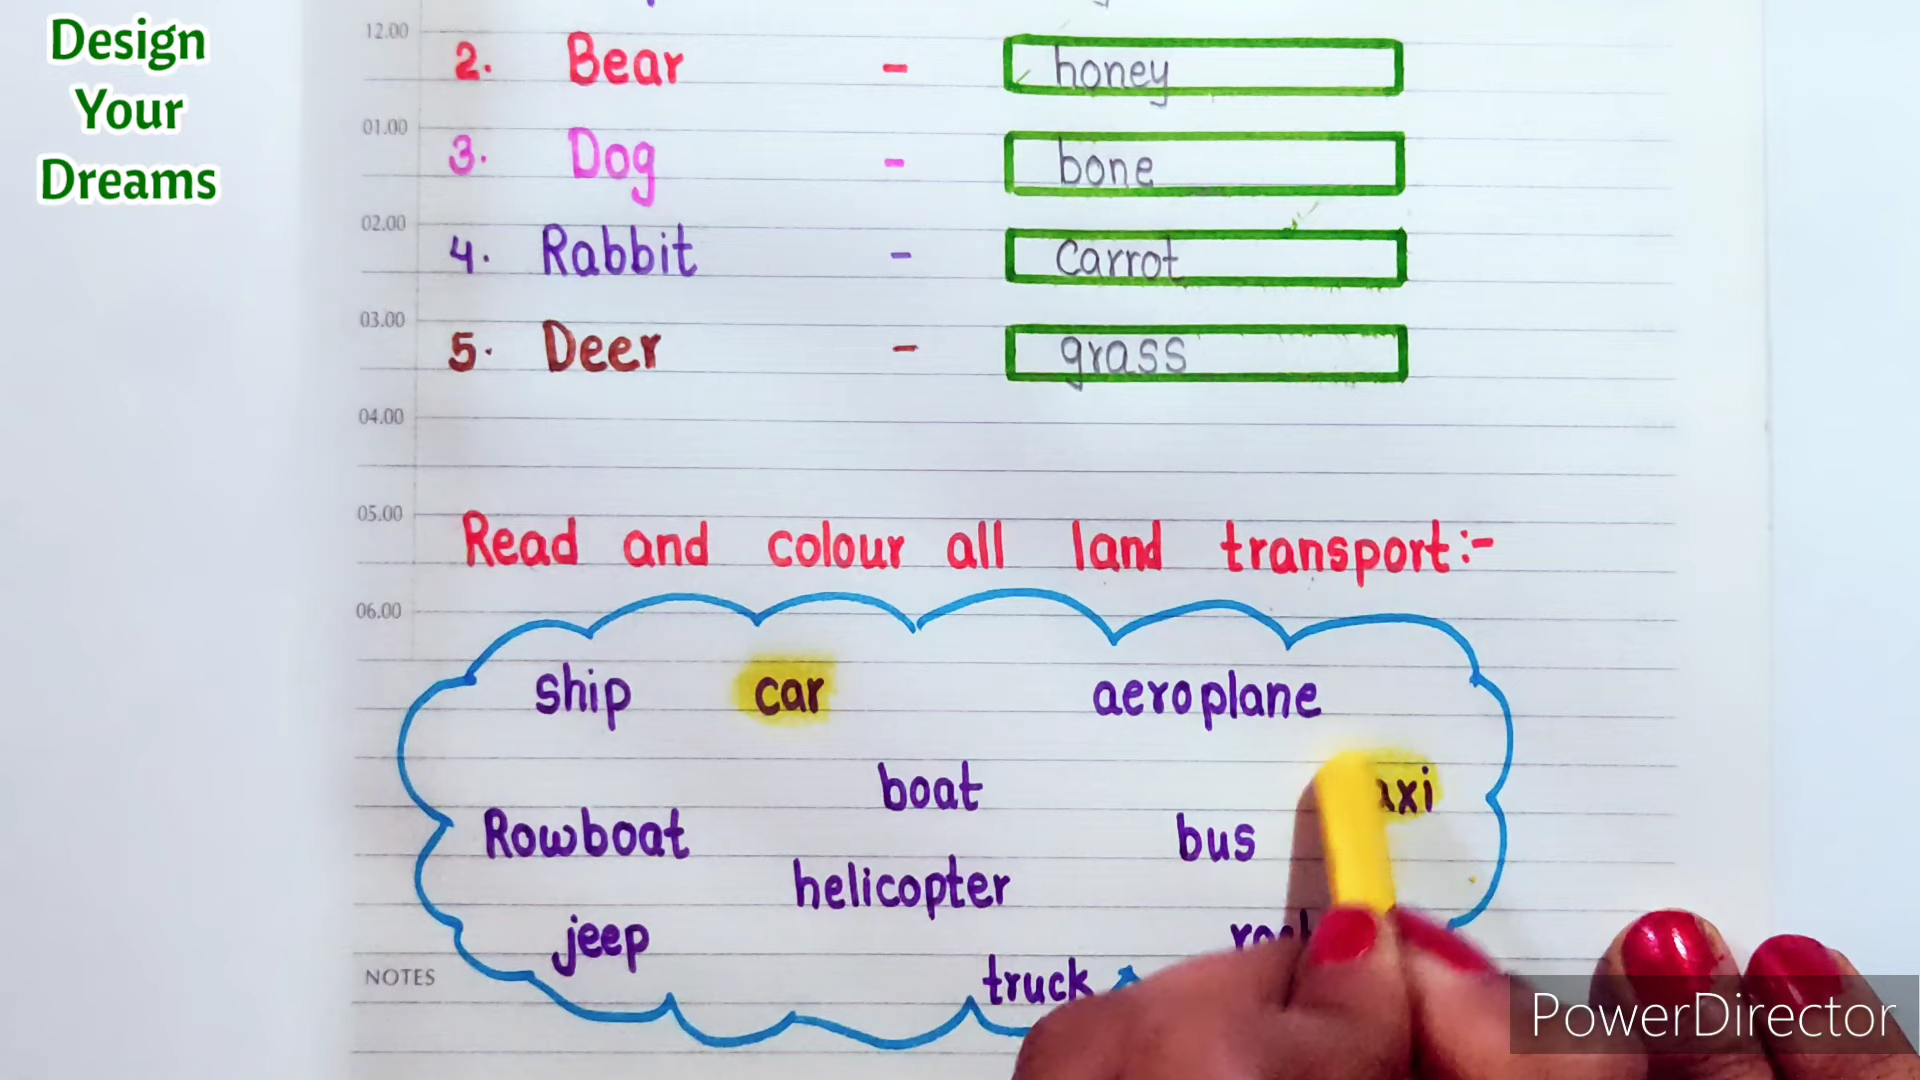 Design
Your
Dreams
12.00
2. Bear - honey
01.00
3. Dog - bone
02.00
4. Rabbit - carrot
03.00
5. Deer - grass
04.00
05.00
Read and colour all land transport:-
06.00
ship car aeroplane
boat axi
Rowboat bus
helicopter
jeep
NOTES truck
PowerDirector